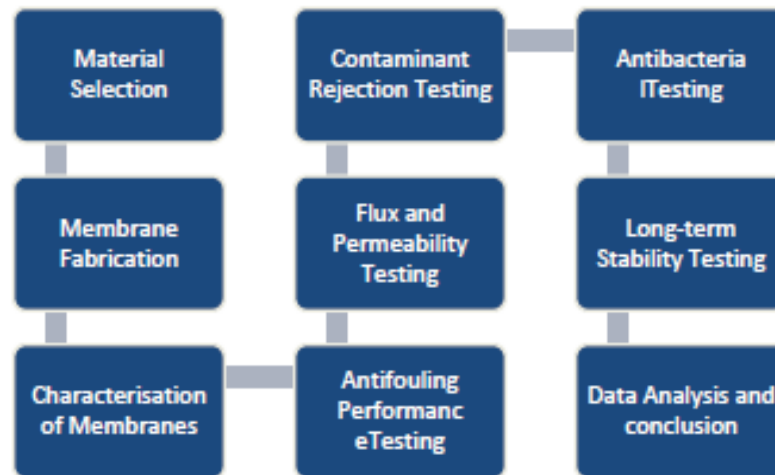 Material
Selection
Membrane
Fabrication
Characterisation
of Membranes
Antifouling
Performanc
eTesting
Flux and
Permeability
Testing
Contaminant
Rejection Testing
Antibacteria
lTesting
Long-term
Stability Testing
Data Analysis and
conclusion